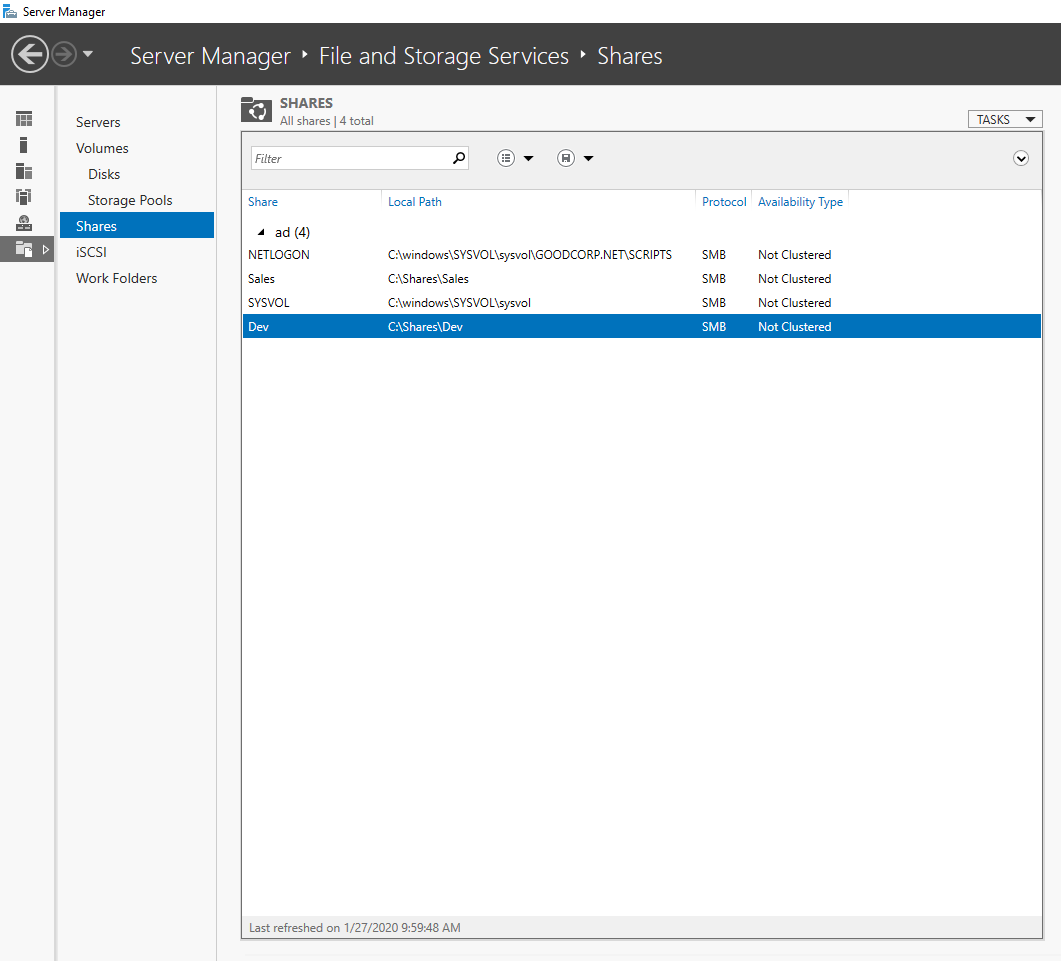 Server Manager
Server Manager ‣ File and Storage Services ‣ Shares
Servers
Volumes
Disks
Storage Pools
Shares
iSCSI
Work Folders
SHARES
All shares | 4 total
TASKS
Filter
Share Local Path Protocol Availability Type
ad (4)
NETLOGON C:\windows\SYSVOL\sysvol\GOODCORP.NET\SCRIPTS SMB Not Clustered
Sales C:\Shares\Sales SMB Not Clustered
SYSVOL C:\windows\SYSVOL\sysvol SMB Not Clustered
Dev C:\Shares\Dev SMB Not Clustered
Last refreshed on 1/27/2020 9:59:48 AM